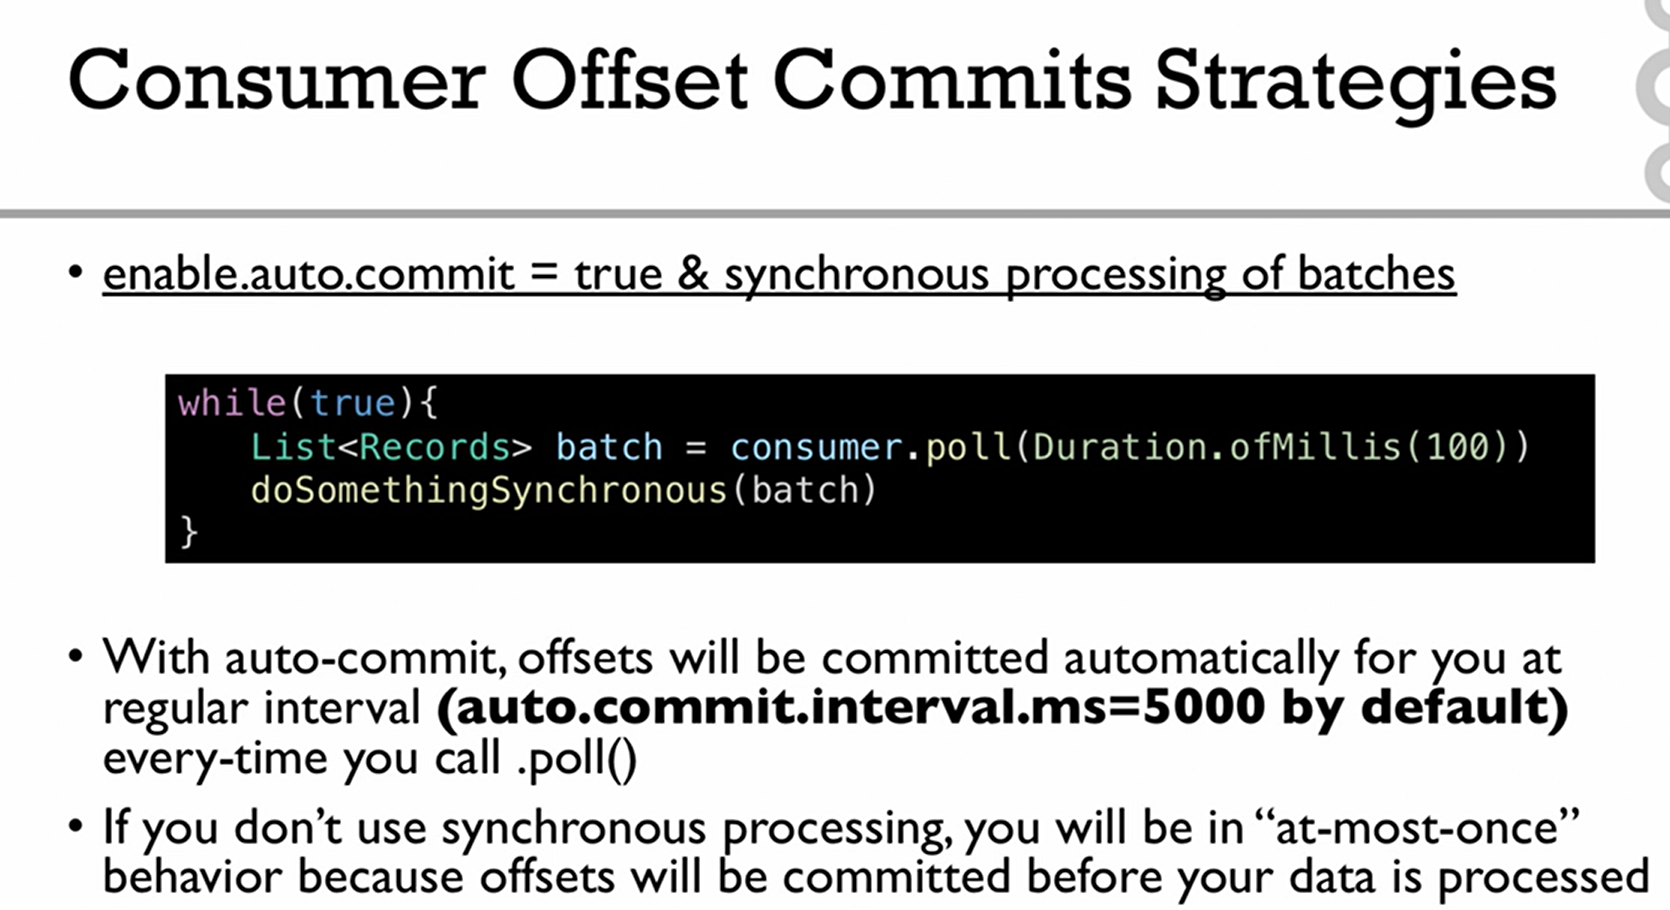 Consumer Offset Commits Strategies
• enable.auto.commit = true & synchronous processing of batches
while(true){
    List<Records> batch = consumer.poll(Duration.ofMillis(100))
    doSomethingSynchronous(batch)
}
• With auto-commit, offsets will be committed automatically for you at
regular interval (auto.commit.interval.ms=5000 by default)
every-time you call .poll()
• If you don’t use synchronous processing, you will be in “at-most-once”
behavior because offsets will be committed before your data is processed